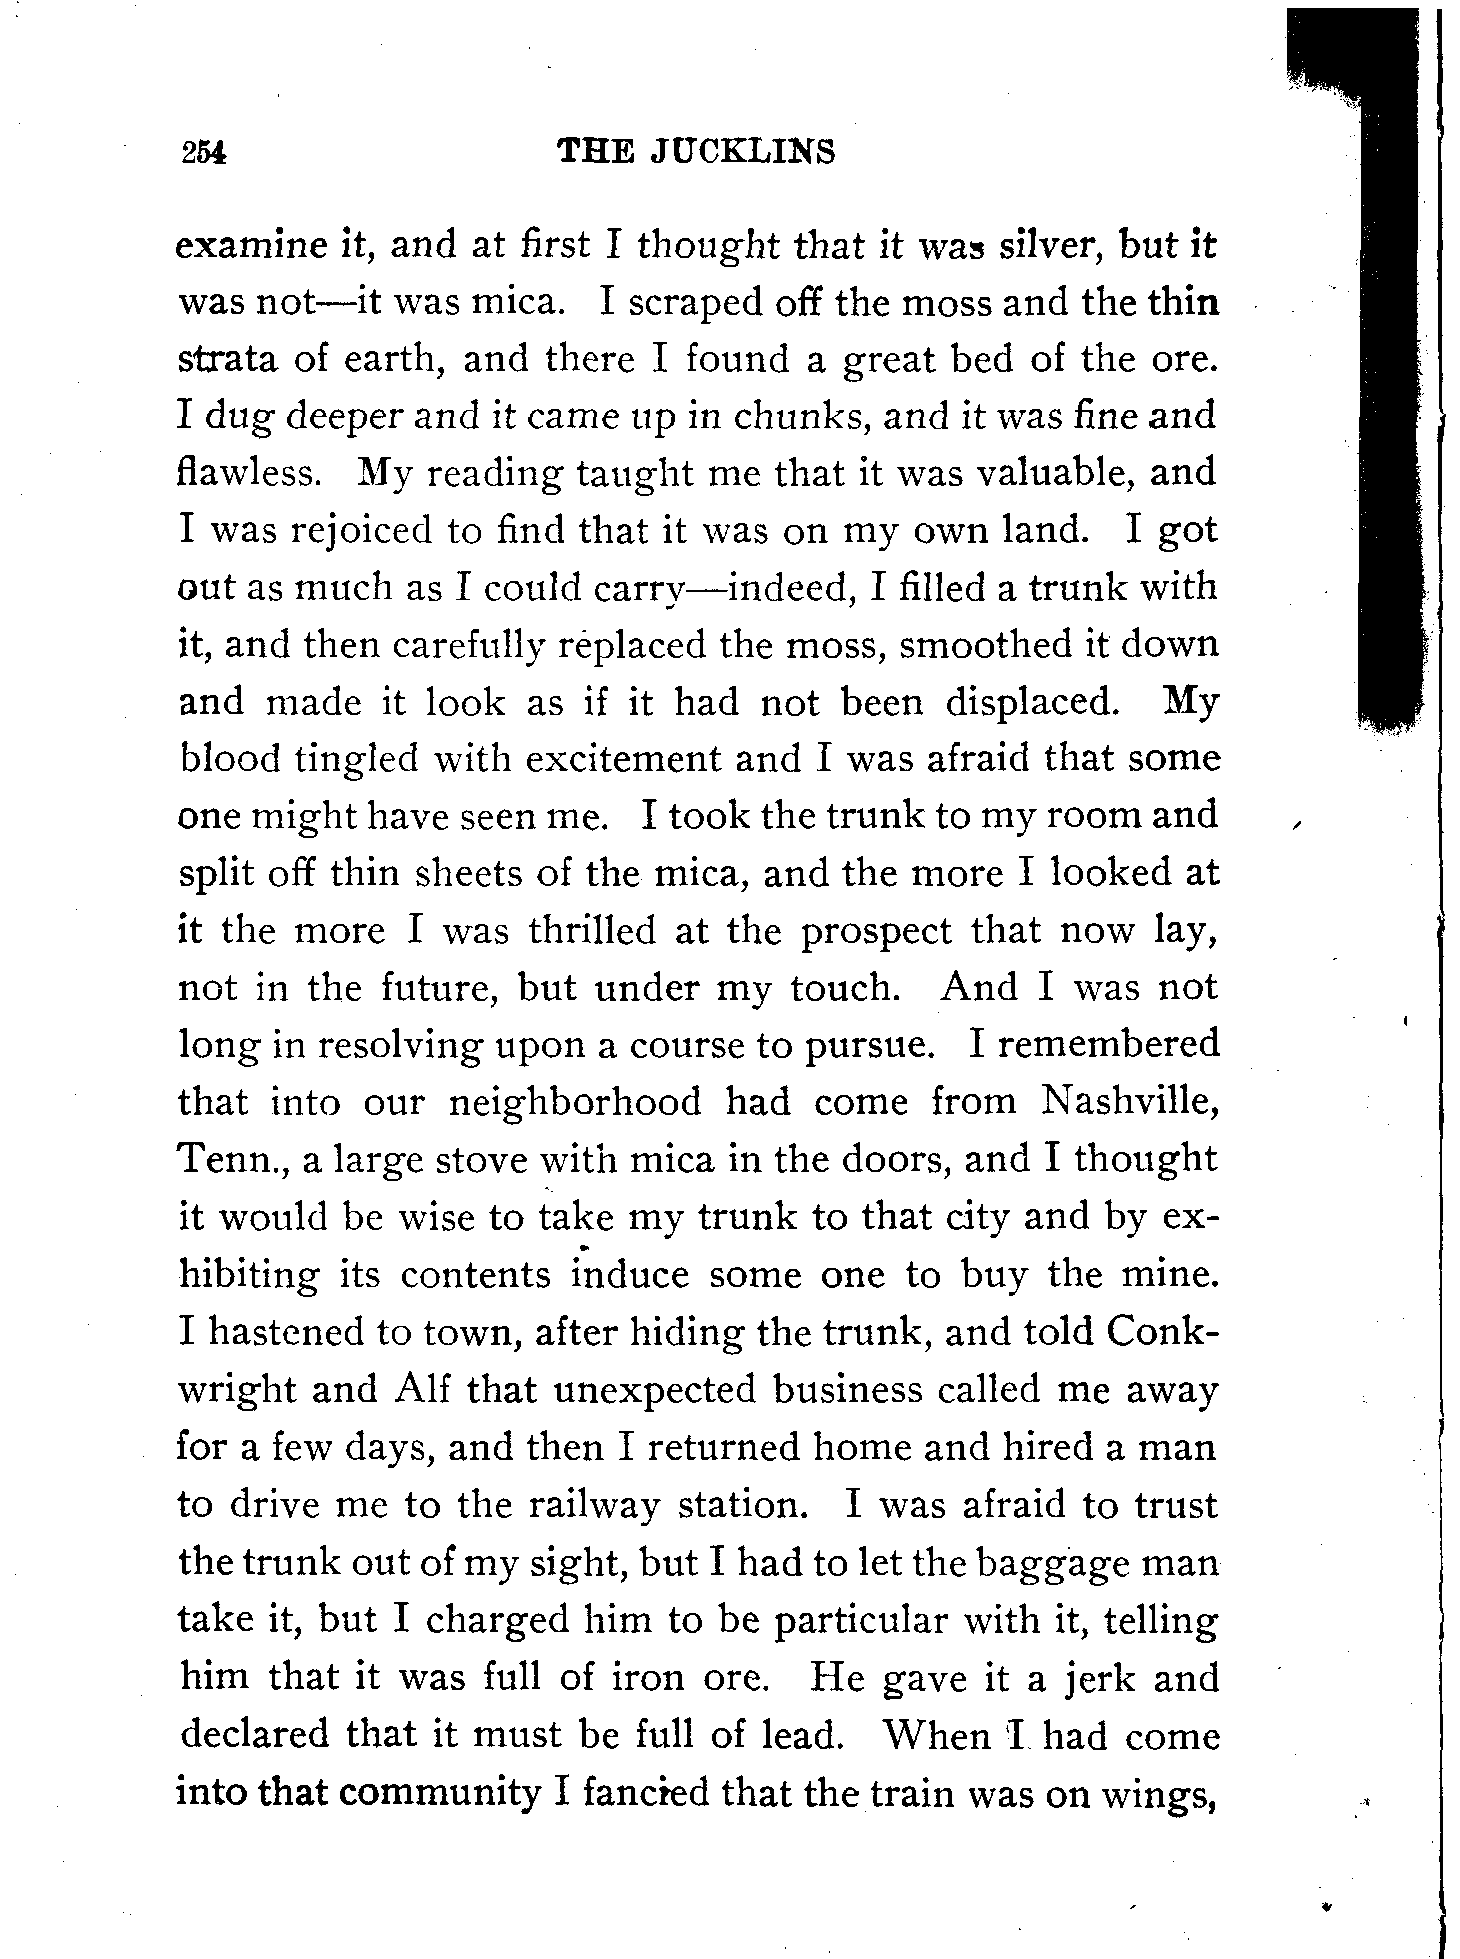 254 THE JUCKLINS
examine it, and at first I thought that it was silver, but it
was not—it was mica. I scraped off the moss and the thin
strata of earth, and there I found a great bed of the ore.
I dug deeper and it came up in chunks, and it was fine and
flawless. My reading taught me that it was valuable, and
I was rejoiced to find that it was on my own land. I got
out as much as I could carry—indeed, I filled a trunk with
it, and then carefully replaced the moss, smoothed it down
and made it look as if it had not been displaced. My
blood tingled with excitement and I was afraid that some
one might have seen me. I took the trunk to my room and
split off thin sheets of the mica, and the more I looked at
it the more I was thrilled at the prospect that now lay,
not in the future, but under my touch. And I was not
long in resolving upon a course to pursue. I remembered
that into our neighborhood had come from Nashville,
Tenn., a large stove with mica in the doors, and I thought
it would be wise to take my trunk to that city and by ex-
hibiting its contents induce some one to buy the mine.
I hastened to town, after hiding the trunk, and told Conk-
wright and Alf that unexpected business called me away
for a few days, and then I returned home and hired a man
to drive me to the railway station. I was afraid to trust
the trunk out of my sight, but I had to let the baggage man
take it, but I charged him to be particular with it, telling
him that it was full of iron ore. He gave it a jerk and
declared that it must be full of lead. When I had come
into that community I fancied that the train was on wings,